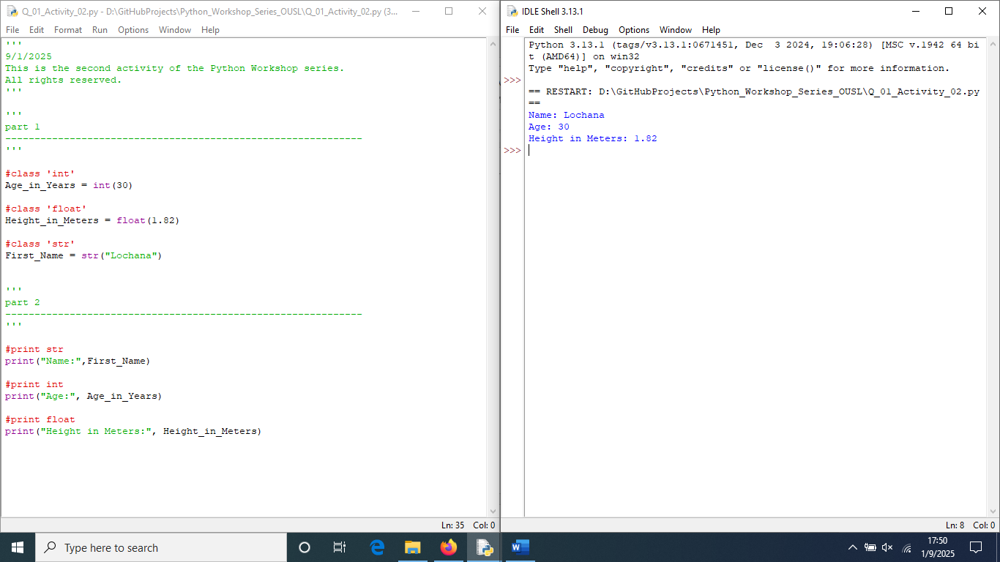 Q_01_Activity_02.py - D:\GitHubProjects\Python_Workshop_Series_OUSL\Q_01_Activity_02.py (3...
File Edit Format Run Options Window Help
'''
9/1/2025
This is the second activity of the Python Workshop series.
All rights reserved.
'''
'''
part 1
-------------------------------------------------------------
'''
#class 'int'
Age_in_Years = int(30)
#class 'float'
Height_in_Meters = float(1.82)
#class 'str'
First_Name = str("Lochana")
'''
part 2
-------------------------------------------------------------
'''
#print str
print("Name:",First_Name)
#print int
print("Age:", Age_in_Years)
#print float
print("Height in Meters:", Height_in_Meters)
Ln: 35 Col: 0
IDLE Shell 3.13.1
File Edit Shell Debug Options Window Help
Python 3.13.1 (tags/v3.13.1:0671451, Dec  3 2024, 19:06:28) [MSC v.1942 64 bi
t (AMD64)] on win32
Type "help", "copyright", "credits" or "license()" for more information.
>>>
== RESTART: D:\GitHubProjects\Python_Workshop_Series_OUSL\Q_01_Activity_02.py
==
Name: Lochana
Age: 30
Height in Meters: 1.82
>>>
Ln: 8 Col: 0
Type here to search
17:50
1/9/2025